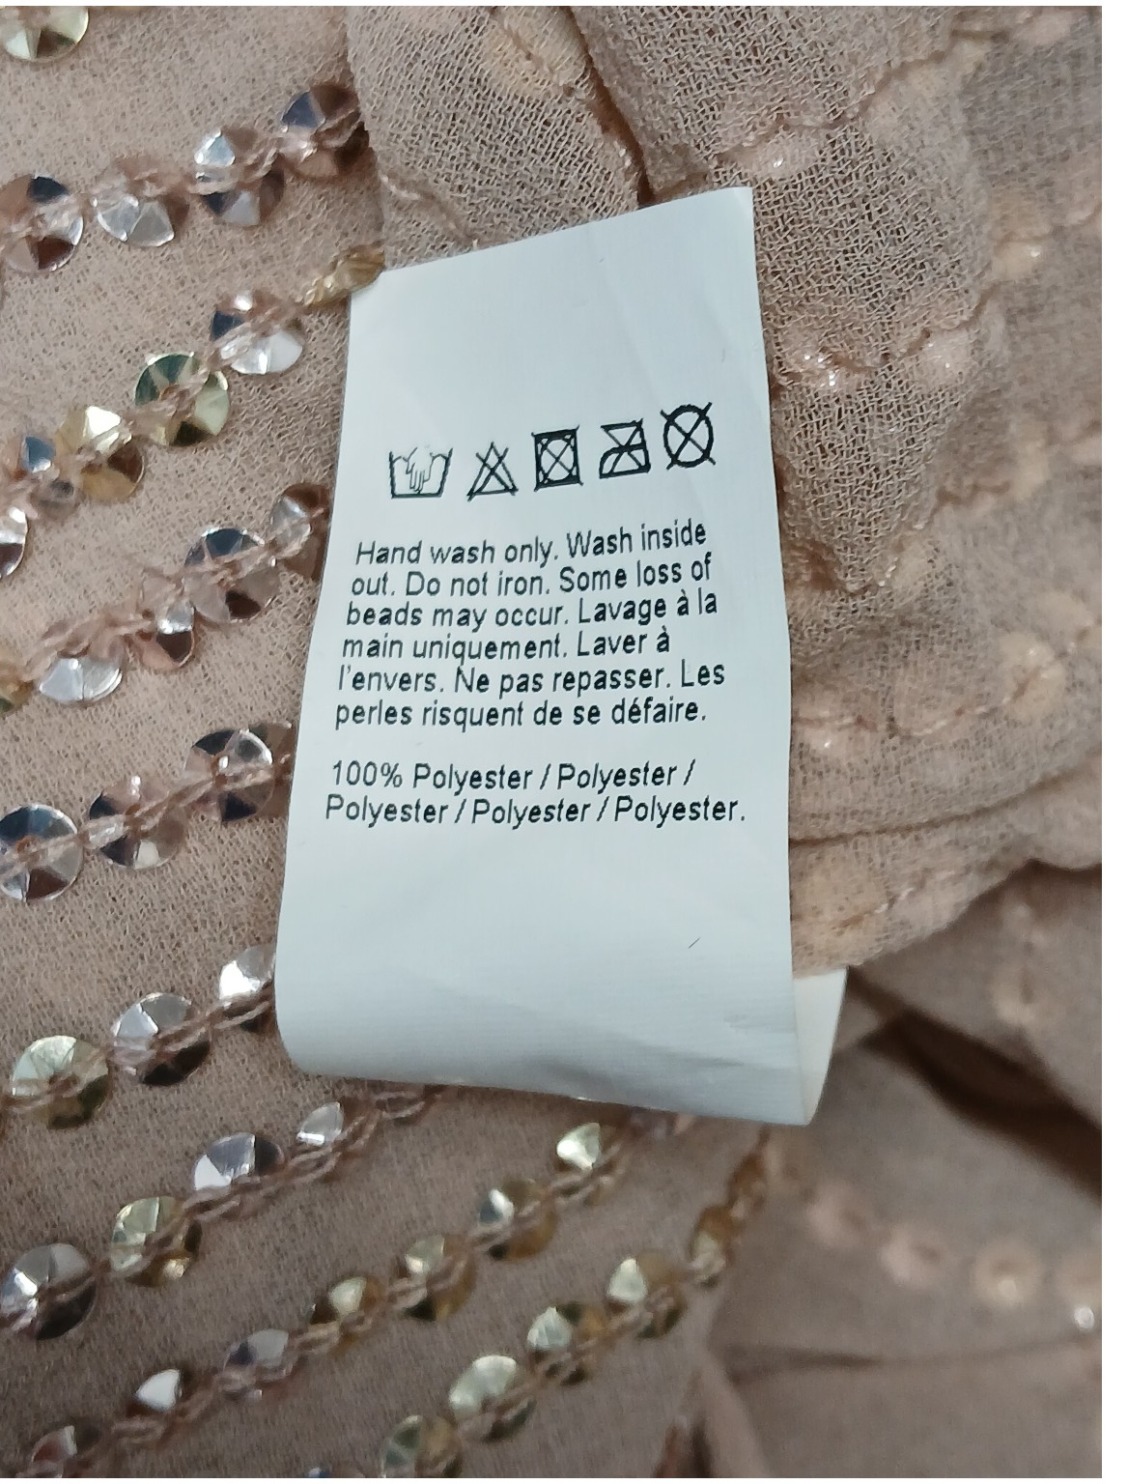 Hand wash only. Wash inside
out. Do not iron. Some loss of
beads may occur. Lavage à la
main uniquement. Laver à
l'envers. Ne pas repasser. Les
perles risquent de se défaire.
100% Polyester / Polyester /
Polyester / Polyester / Polyester.